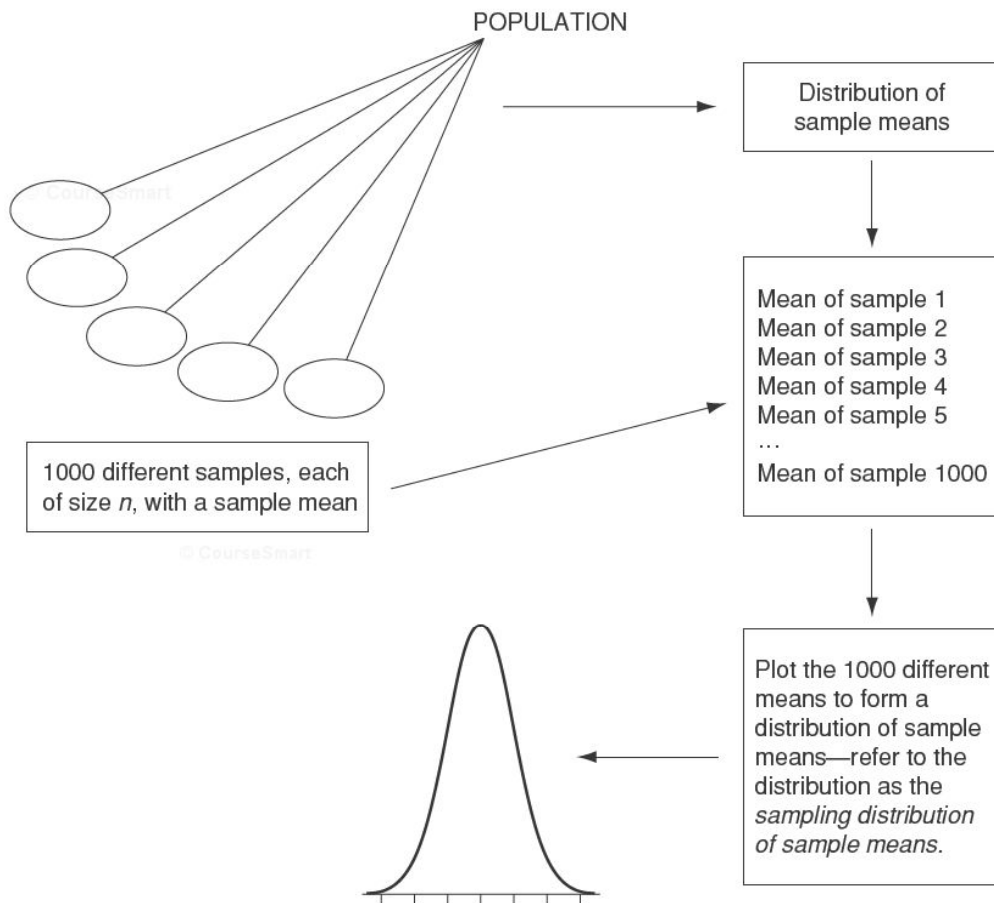 POPULATION
Distribution of
sample means
CourseSmart
Mean of sample 1
Mean of sample 2
Mean of sample 3
Mean of sample 4
Mean of sample 5
...
Mean of sample 1000
1000 different samples, each
of size n, with a sample mean
© CourseSmart
Plot the 1000 different
means to form a
distribution of sample
means—refer to the
distribution as the
sampling distribution
of sample means.